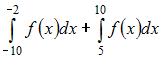 ∫_{-10}^{-2} f(x)dx + ∫_{5}^{10} f(x)dx